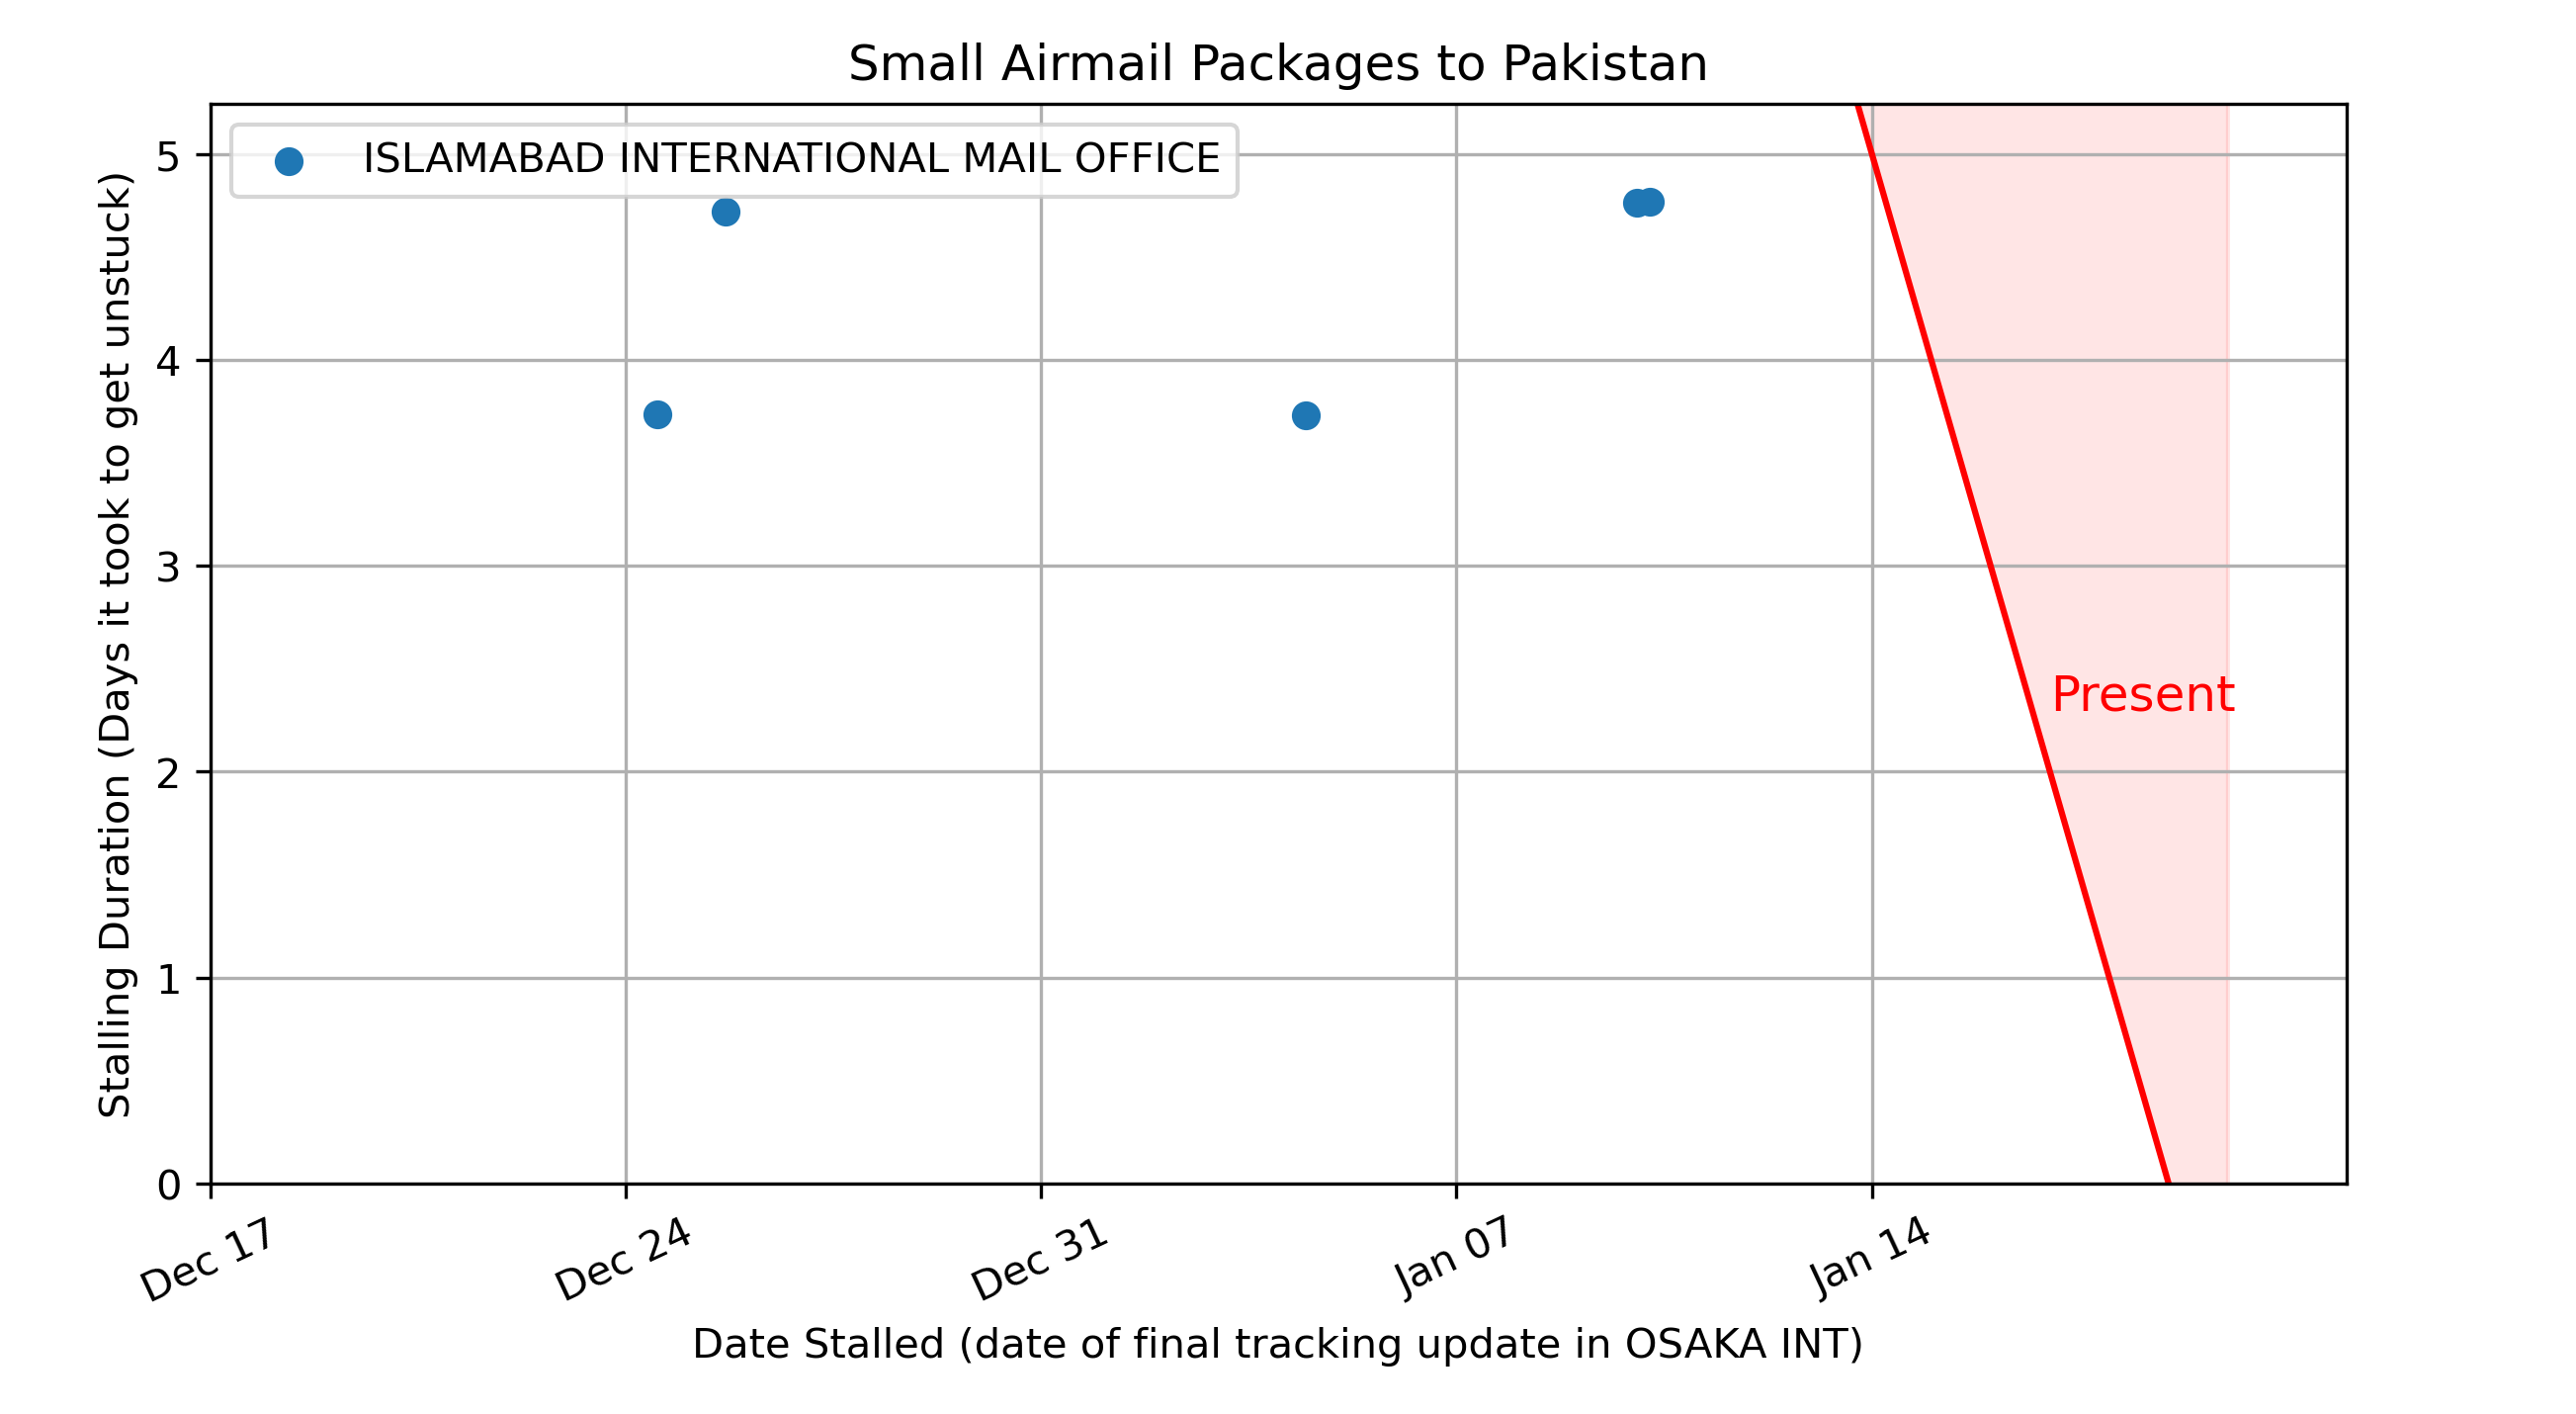 Small Airmail Packages to Pakistan
ISLAMABAD INTERNATIONAL MAIL OFFICE
Stalling Duration (Days it took to get unstuck)
5
4
3
2
1
0
Present
Dec 17
Dec 24
Dec 31
Jan 07
Jan 14
Date Stalled (date of final tracking update in OSAKA INT)